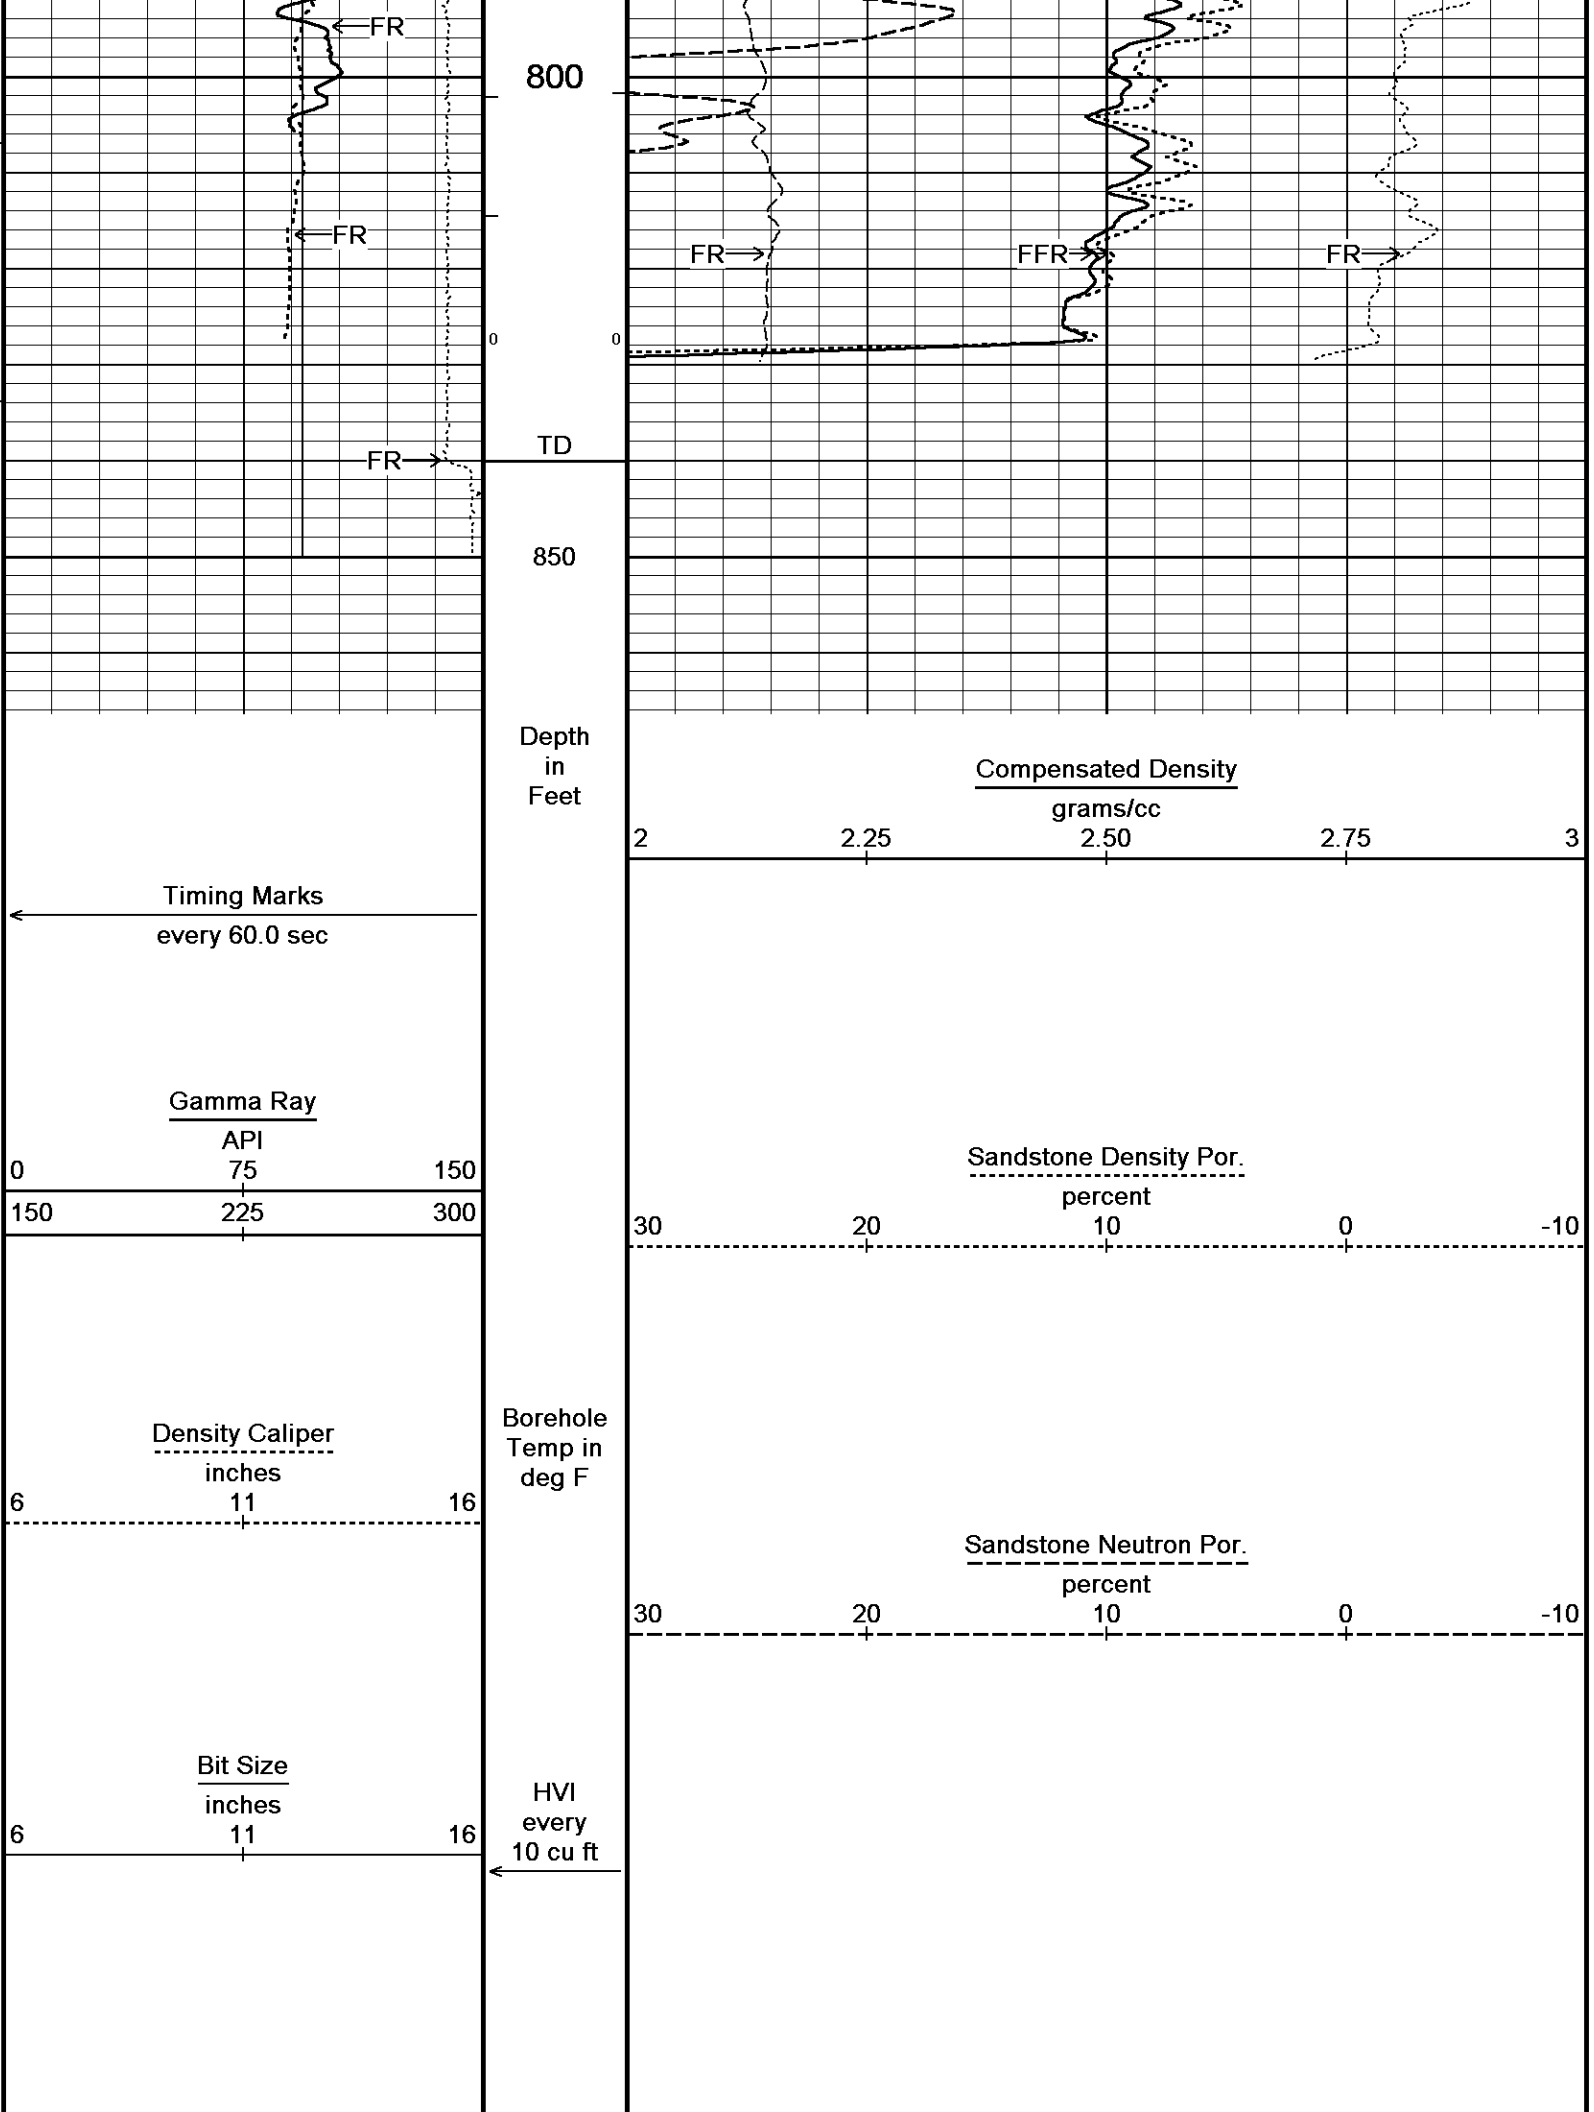 FR
800
FR
FR
FFR
FR
0
0
TD
FR
850
Depth
in
Feet
Compensated Density
grams/cc
2 2.25 2.50 2.75 3
Timing Marks
every 60.0 sec
Gamma Ray
API
0 75 150
150 225 300
Sandstone Density Por.
percent
30 20 10 0 -10
Density Caliper
inches
6 11 16
Borehole
Temp in
deg F
Sandstone Neutron Por.
percent
30 20 10 0 -10
Bit Size
inches
6 11 16
HVI
every
10 cu ft